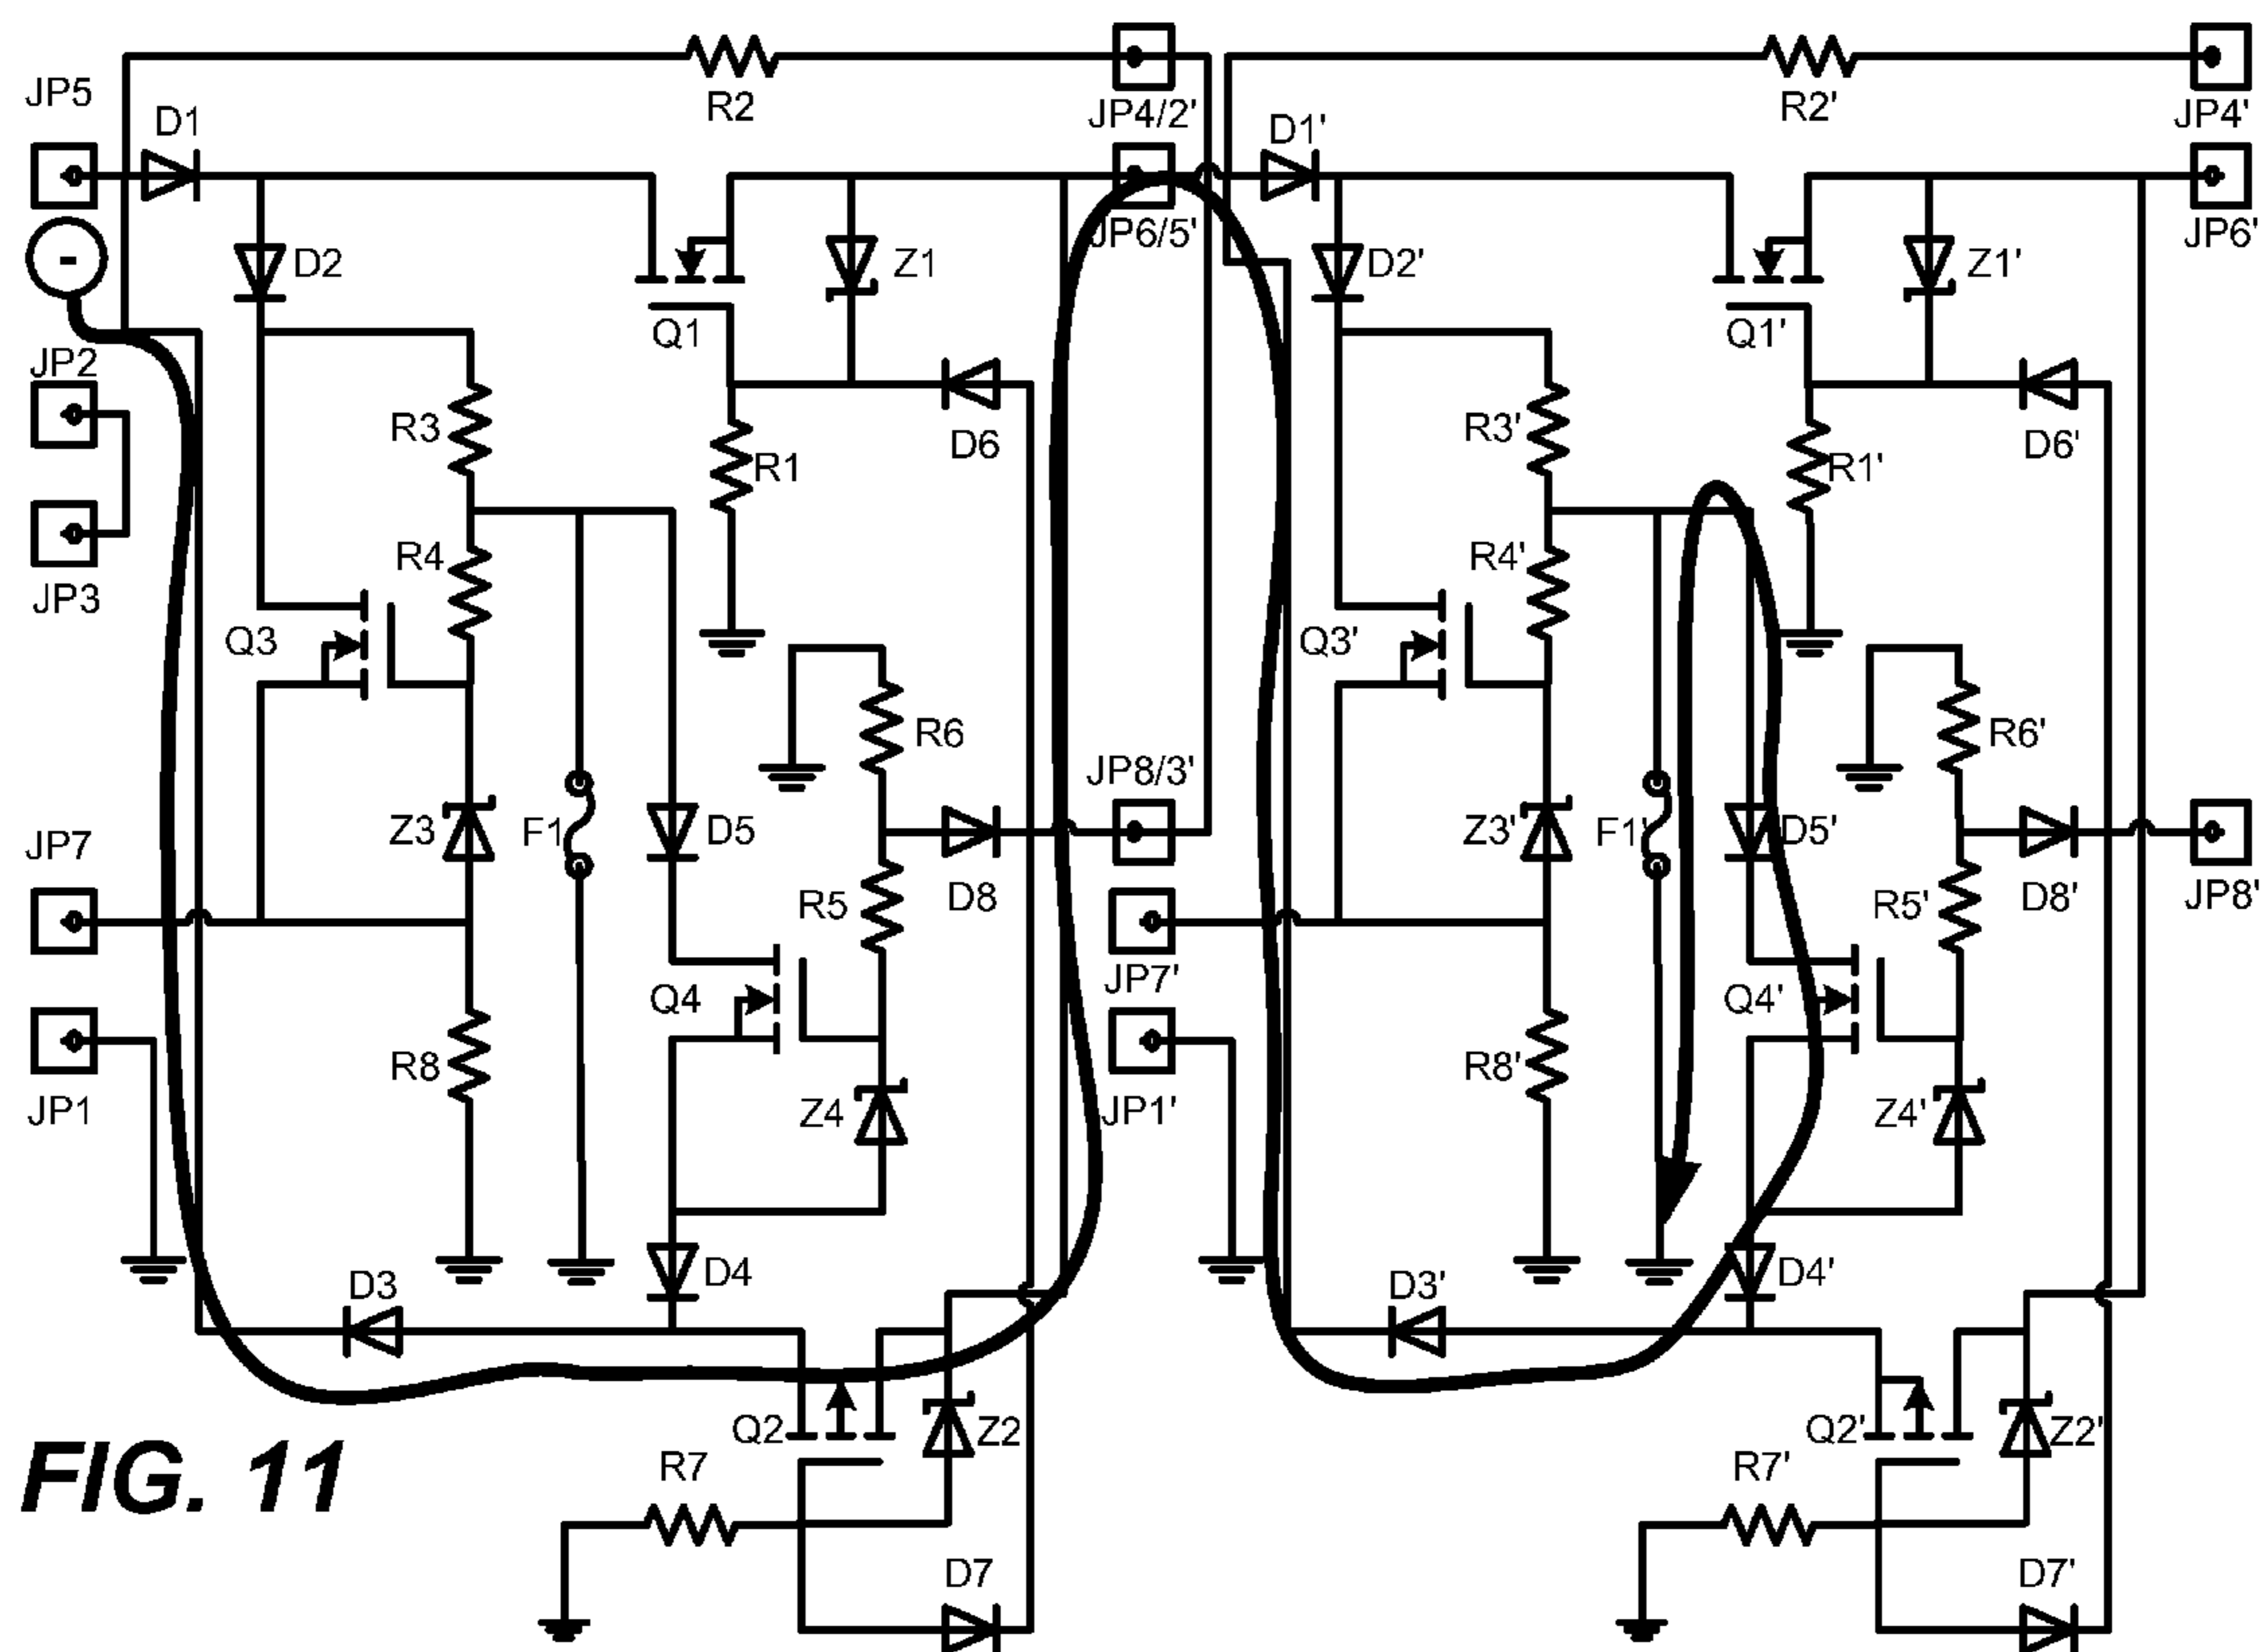 R2
JP4/2'
R2'
JP4'
JP5
D1
D1'
JP6/5'
JP6'
-
D2
Q1
Z1
D2'
Q1'
Z1'
JP2
R3
R1
D6
R3'
R1'
D6'
JP3
R4
Q3
R4'
Q3'
R6
R6'
JP7
Z3
F1
D5
JP8/3'
Z3'
F1'
D5'
R5
D8
R5'
D8'
JP8'
JP7'
Q4
Q4'
JP1
R8
Z4
JP1'
R8'
Z4'
D3
D4
D3'
D4'
FIG. 11
R7
Q2
Z2
R7'
Q2'
Z2'
D7
D7'